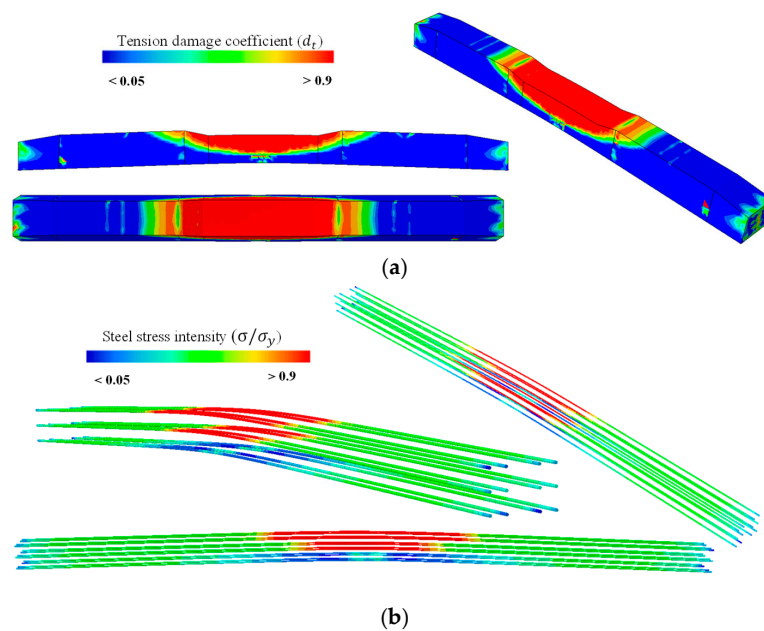 Tension damage coefficient (d_t)
< 0.05 > 0.9
(a)
Steel stress intensity (σ/σ_y)
< 0.05 > 0.9
(b)